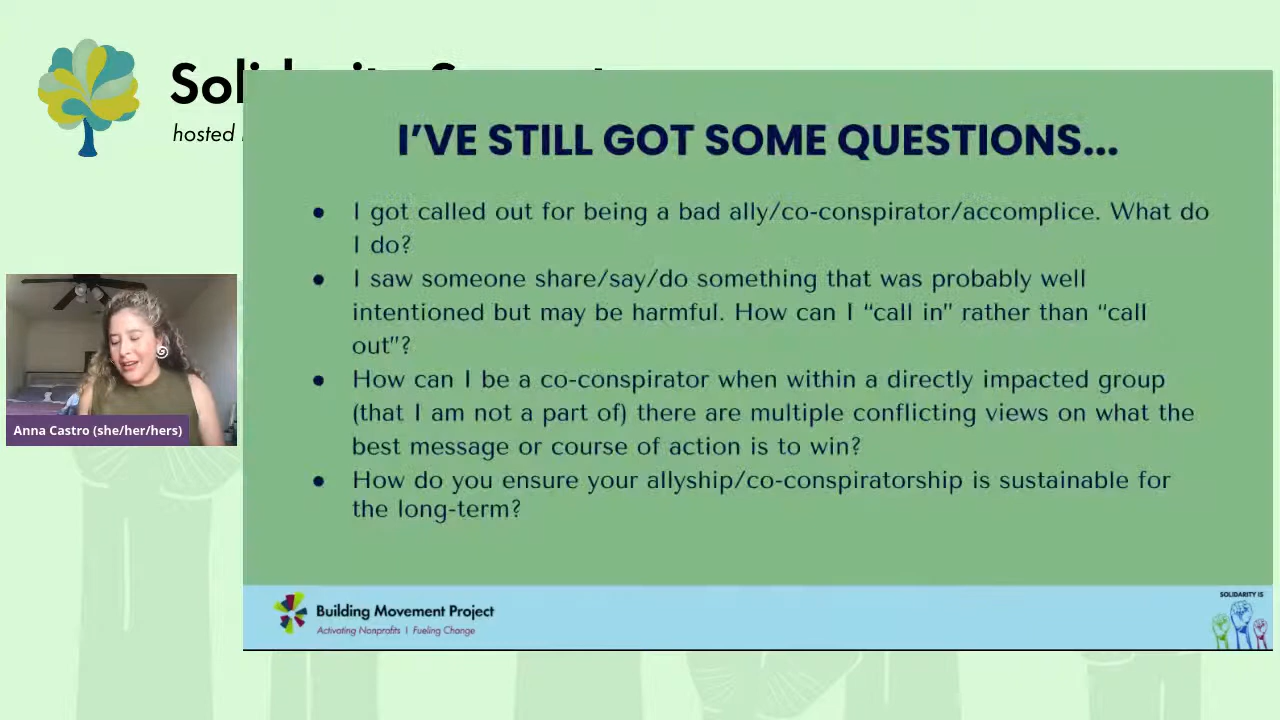 hosted
I'VE STILL GOT SOME QUESTIONS...
● I got called out for being a bad ally/co-conspirator/accomplice. What do
I do?
● I saw someone share/say/do something that was probably well
intentioned but may be harmful. How can I “call in” rather than “call
out”?
● How can I be a co-conspirator when within a directly impacted group
(that I am not a part of) there are multiple conflicting views on what the
best message or course of action is to win?
● How do you ensure your allyship/co-conspiratorship is sustainable for
the long-term?
Anna Castro (she/her/hers)
Building Movement Project
Activating Nonprofits | Fueling Change
SOLIDARITY IS